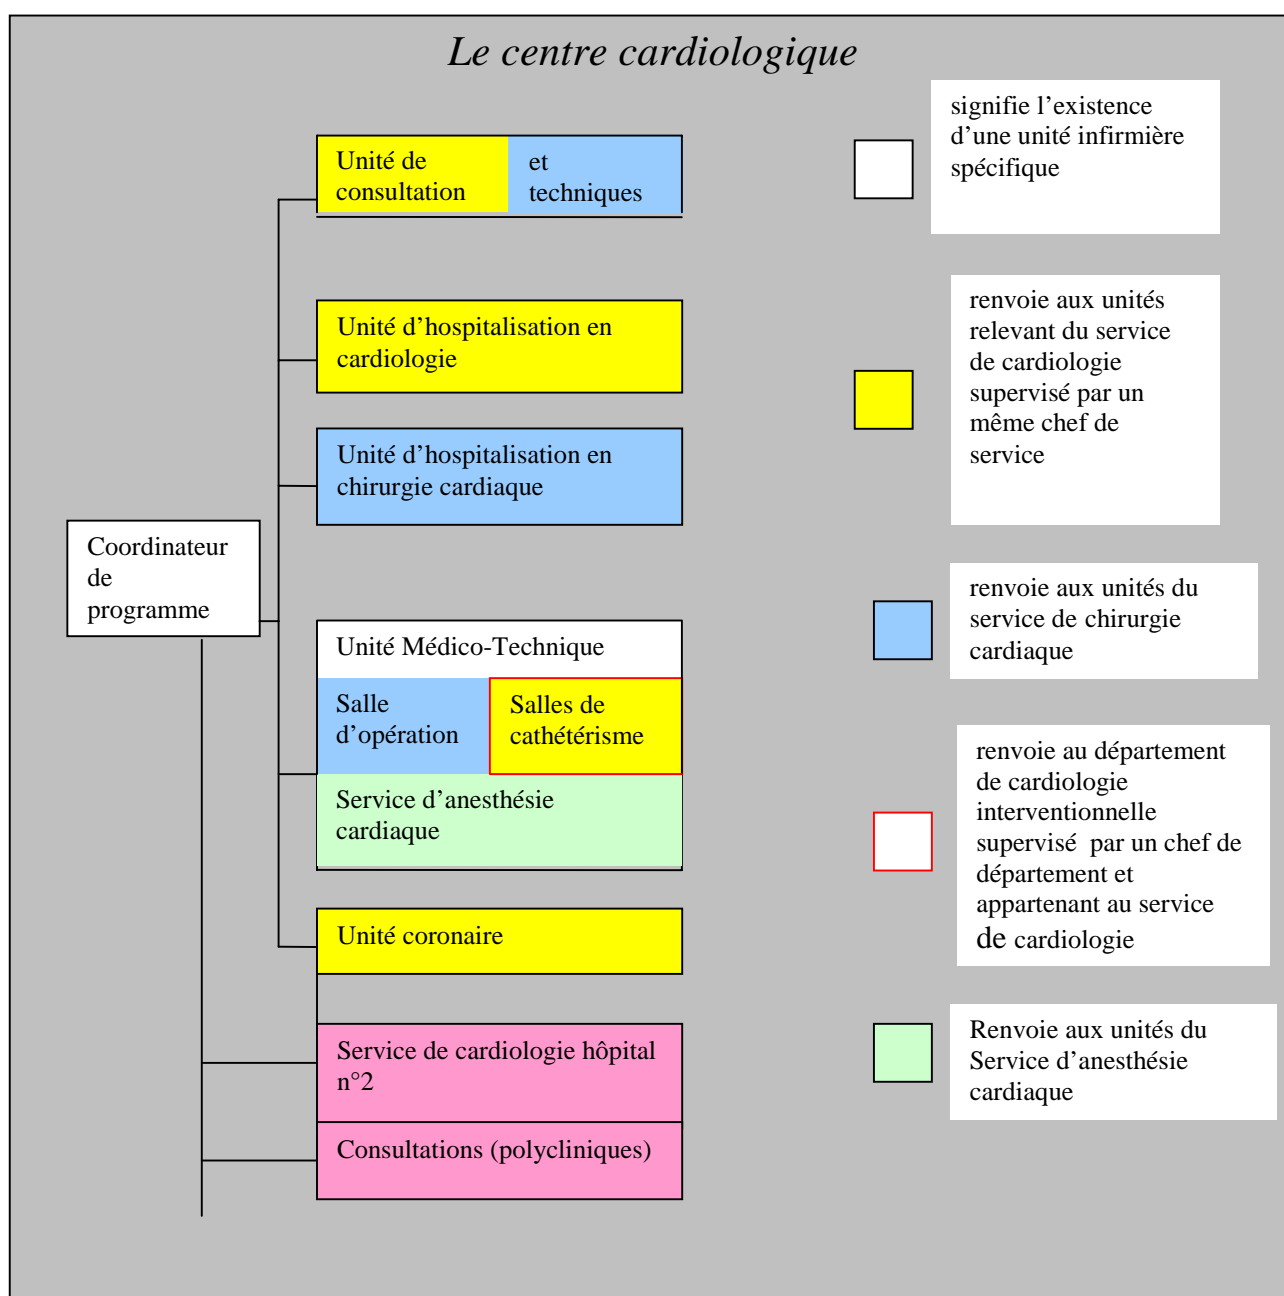 Le centre cardiologique
Unité de
consultation
et
techniques
Unité d’hospitalisation en
cardiologie
Unité d’hospitalisation en
chirurgie cardiaque
Coordinateur
de
programme
Unité Médico-Technique
Salle
d’opération
Salles de
cathétérisme
Service d’anesthésie
cardiaque
Unité coronaire
Service de cardiologie hôpital
n°2
Consultations (polycliniques)
signifie l’existence
d’une unité infirmière
spécifique
renvoie aux unités
relevant du service
de cardiologie
supervisé par un
même chef de
service
renvoie aux unités du
service de chirurgie
cardiaque
renvoie au département
de cardiologie
interventionnelle
supervisé par un chef de
département et
appartenant au service
de cardiologie
Renvoie aux unités du
Service d’anesthésie
cardiaque